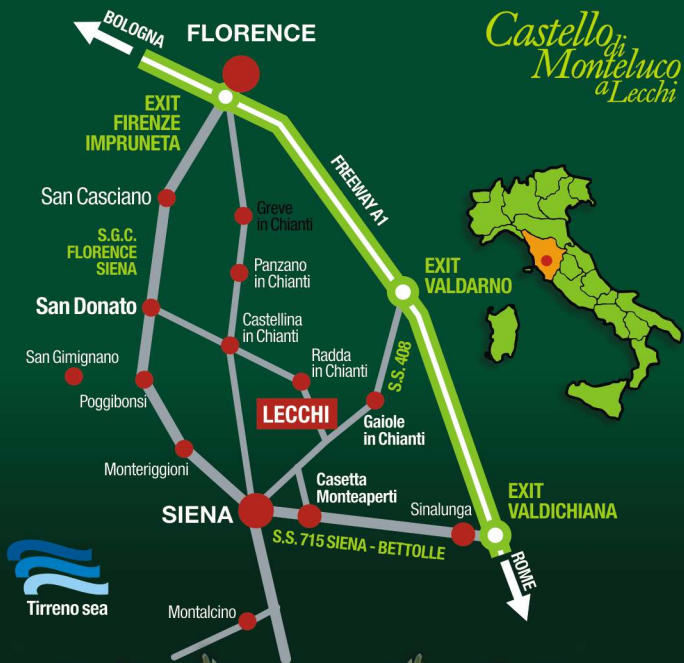 BOLOGNA
FLORENCE
Castello di
Monteluco
a Lecchi
EXIT
FIRENZE
IMPRUNETA
FREEWAY A1
San Casciano
Greve
in Chianti
S.G.C.
FLORENCE
SIENA
Panzano
in Chianti
EXIT
VALDARNO
San Donato
Castellina
in Chianti
San Gimignano
Radda
in Chianti
S.S. 408
Poggibonsi
LECCHI
Gaiole
in Chianti
Monteriggioni
Casetta
Monteaperti
SIENA
Sinalunga
EXIT
VALDICHIANA
S.S. 715 SIENA - BETTOLLE
ROME
Tirreno sea
Montalcino